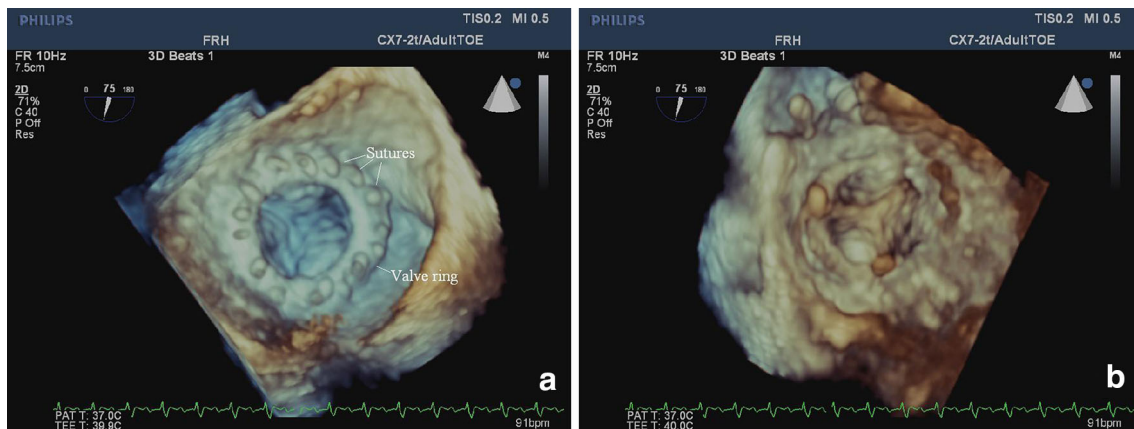 PHILIPS
TIS0.2 MI 0.5
FRH
CX7-2t/AdultTOE
FR 10Hz
7.5cm
3D Beats 1
M4
2D
71%
C 40
P Off
Res
0 75 180
Sutures
Valve ring
a
PAT T: 37.0C
TEE T: 39.9C
91bpm
PHILIPS
TIS0.2 MI 0.5
FRH
CX7-2t/AdultTOE
FR 10Hz
7.5cm
3D Beats 1
M4
2D
71%
C 40
P Off
Res
0 75 180
b
PAT T: 37.0C
TEE T: 40.0C
91bpm